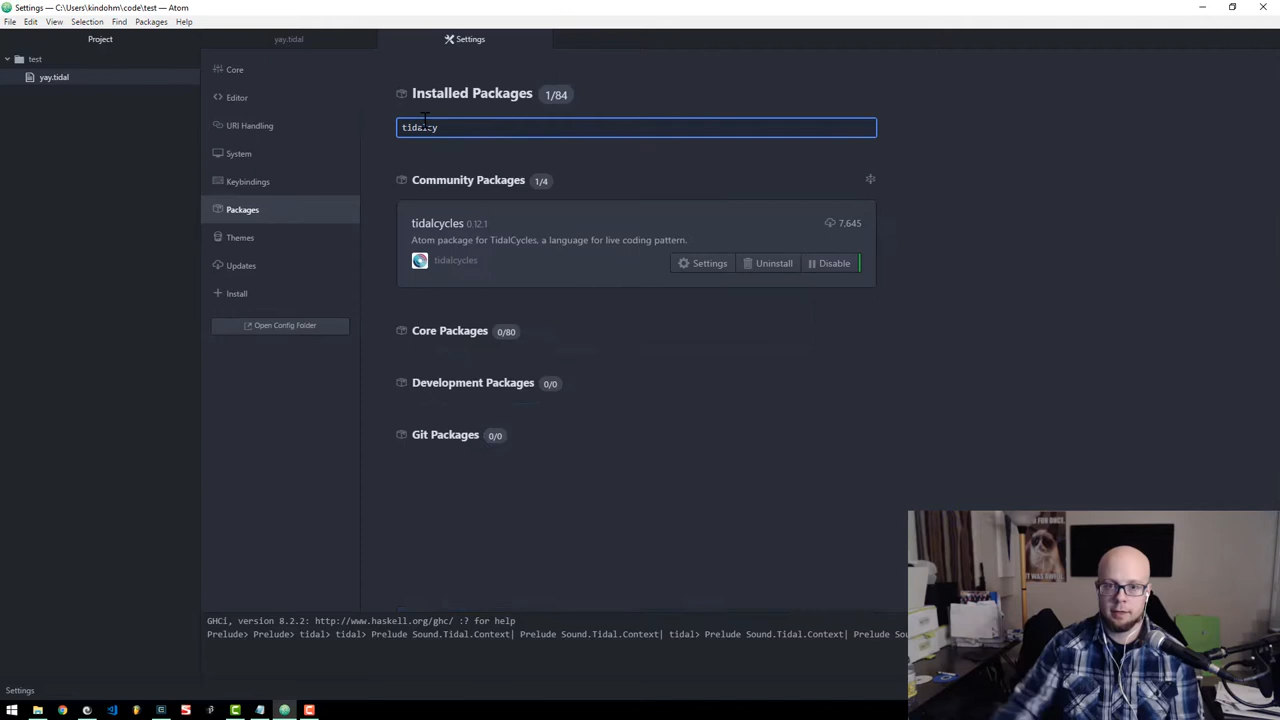 Settings — C:\Users\kindohm\code\test — Atom
File Edit View Selection Find Packages Help
Project
yay.tidal
Settings
test
yay.tidal
Core
Editor
URI Handling
System
Keybindings
Packages
Themes
Updates
Install
Open Config Folder
Installed Packages 1/84
tidalcy
Community Packages 1/4
tidalcycles 0.12.1
7,645
Atom package for TidalCycles, a language for live coding pattern.
tidalcycles
Settings
Uninstall
Disable
Core Packages 0/80
Development Packages 0/0
Git Packages 0/0
GHCi, version 8.2.2: http://www.haskell.org/ghc/ :? for help
Prelude> Prelude> tidal> tidal> Prelude Sound.Tidal.Context| Prelude Sound.Tidal.Context| tidal> Prelude Sound.Tidal.Context| Prelude So
Settings